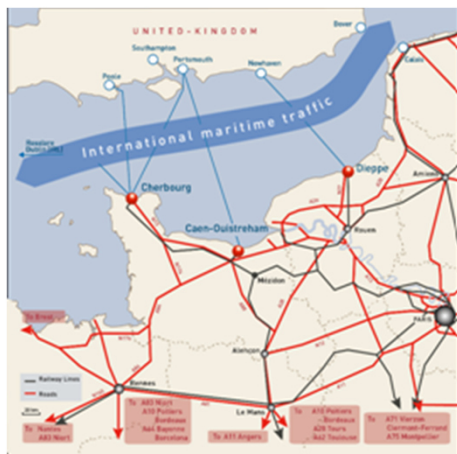 UNITED-KINGDOM
Dover
Southampton
Portsmouth
Poole
Newhaven
Calais
International maritime traffic
Rosslare
Dublin (IRL)
Cherbourg
Dieppe
Amiens
Caen-Ouistreham
Rouen
Mézidon
PARIS
To Brest
Alençon
Railway Lines
Roads
Rennes
Le Mans
To Nantes
A83 Niort
To A83 Niort
A10 Poitiers
Bordeaux
A64 Bayonne
Barcelona
To A11 Angers
To A10 Poitiers -
Bordeaux
A28 Tours
A62 Toulouse
To A71 Vierzon
Clermont-Ferrand
A75 Montpellier